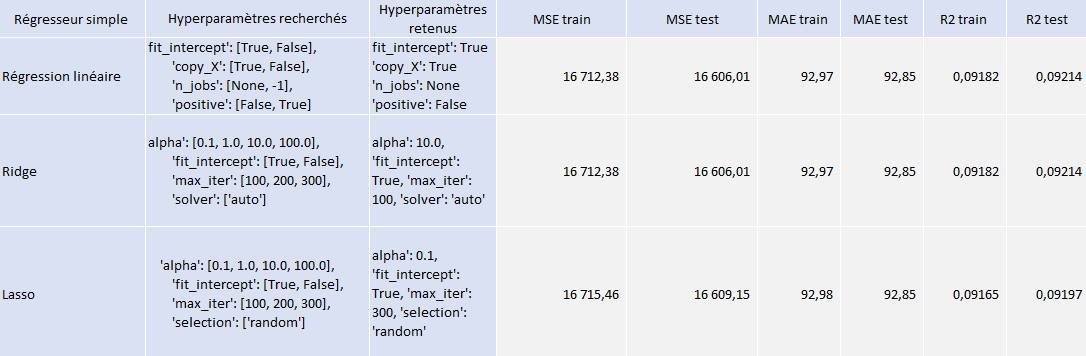 Régresseur simple
Hyperparamètres recherchés
Hyperparamètres
retenus
MSE train
MSE test
MAE train
MAE test
R2 train
R2 test
Régression linéaire
fit_intercept': [True, False],
'copy_X': [True, False],
'n_jobs': [None, -1],
'positive': [False, True]
fit_intercept': True
'copy_X': True
'n_jobs': None
'positive': False
16 712,38
16 606,01
92,97
92,85
0,09182
0,09214
Ridge
alpha': [0.1, 1.0, 10.0, 100.0],
'fit_intercept': [True, False],
'max_iter': [100, 200, 300],
'solver': ['auto']
alpha': 10.0,
'fit_intercept':
True, 'max_iter':
100, 'solver': 'auto'
16 712,38
16 606,01
92,97
92,85
0,09182
0,09214
Lasso
'alpha': [0.1, 1.0, 10.0, 100.0],
'fit_intercept': [True, False],
'max_iter': [100, 200, 300],
'selection': ['random']
alpha': 0.1,
'fit_intercept':
True, 'max_iter':
300, 'selection':
'random'
16 715,46
16 609,15
92,98
92,85
0,09165
0,09197